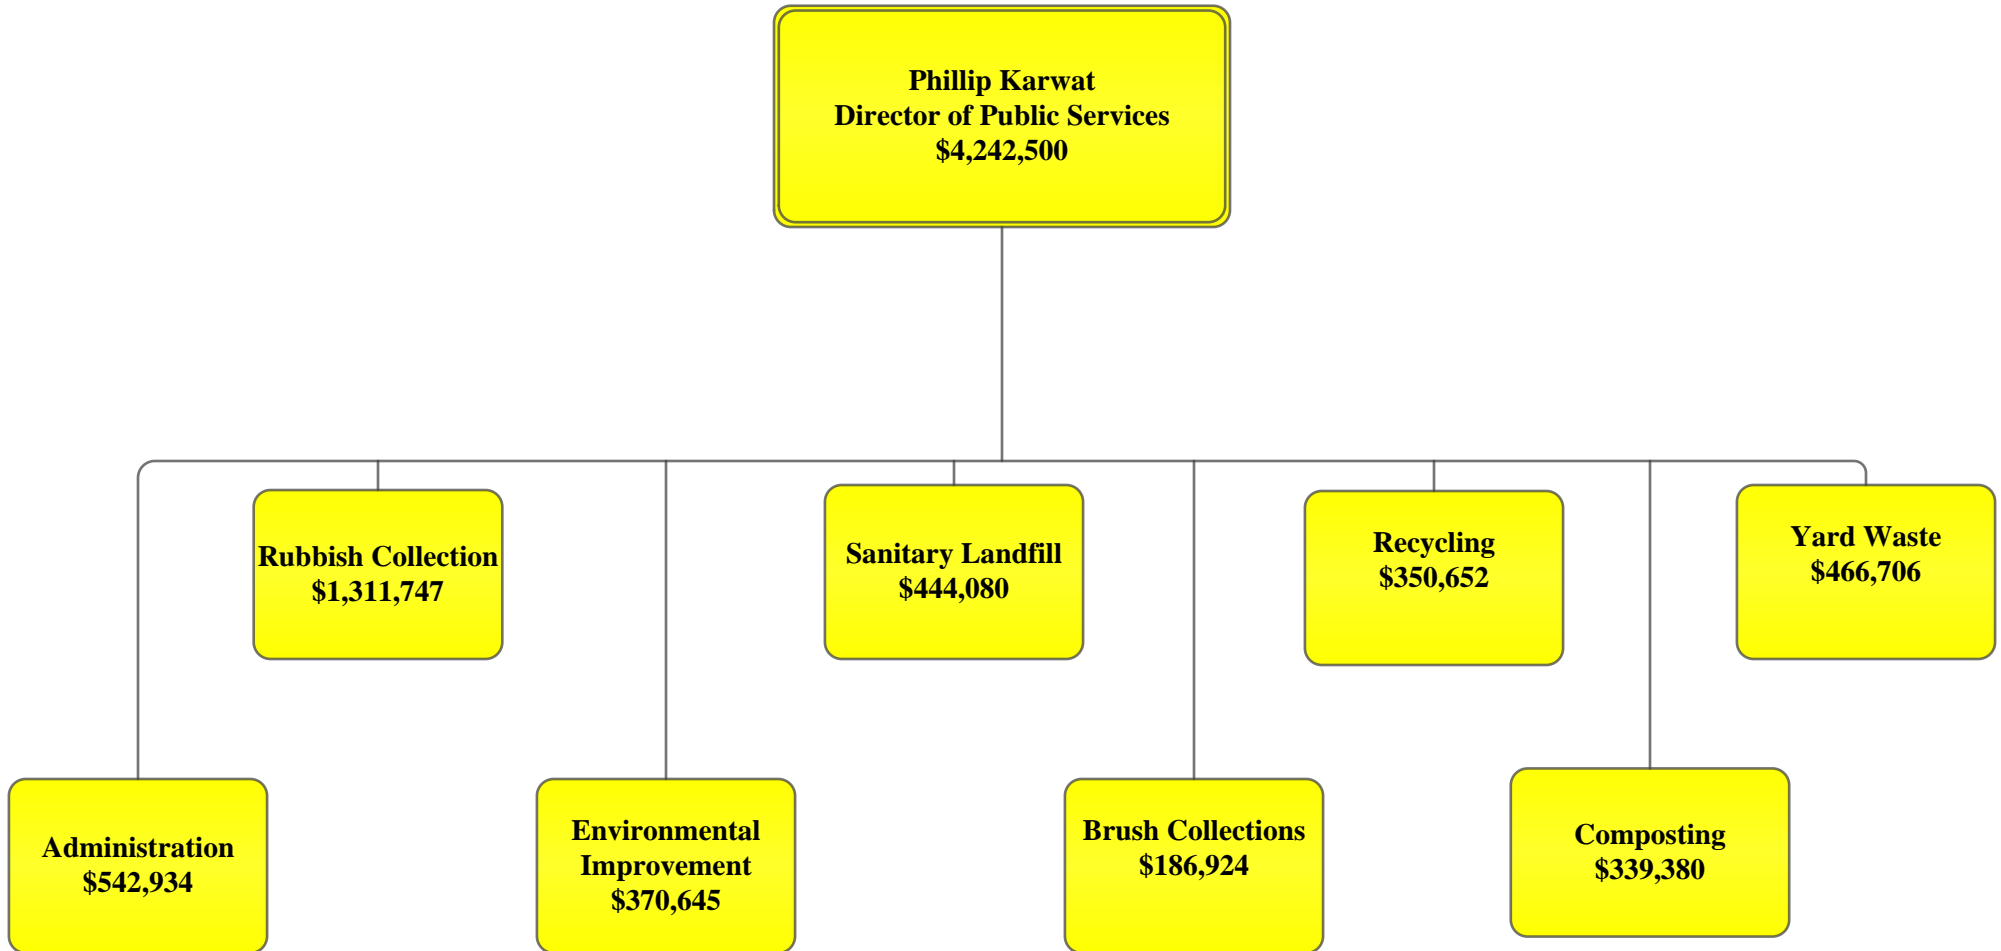 Phillip Karwat
Director of Public Services
$4,242,500
Rubbish Collection
$1,311,747
Sanitary Landfill
$444,080
Recycling
$350,652
Yard Waste
$466,706
Administration
$542,934
Environmental
Improvement
$370,645
Brush Collections
$186,924
Composting
$339,380